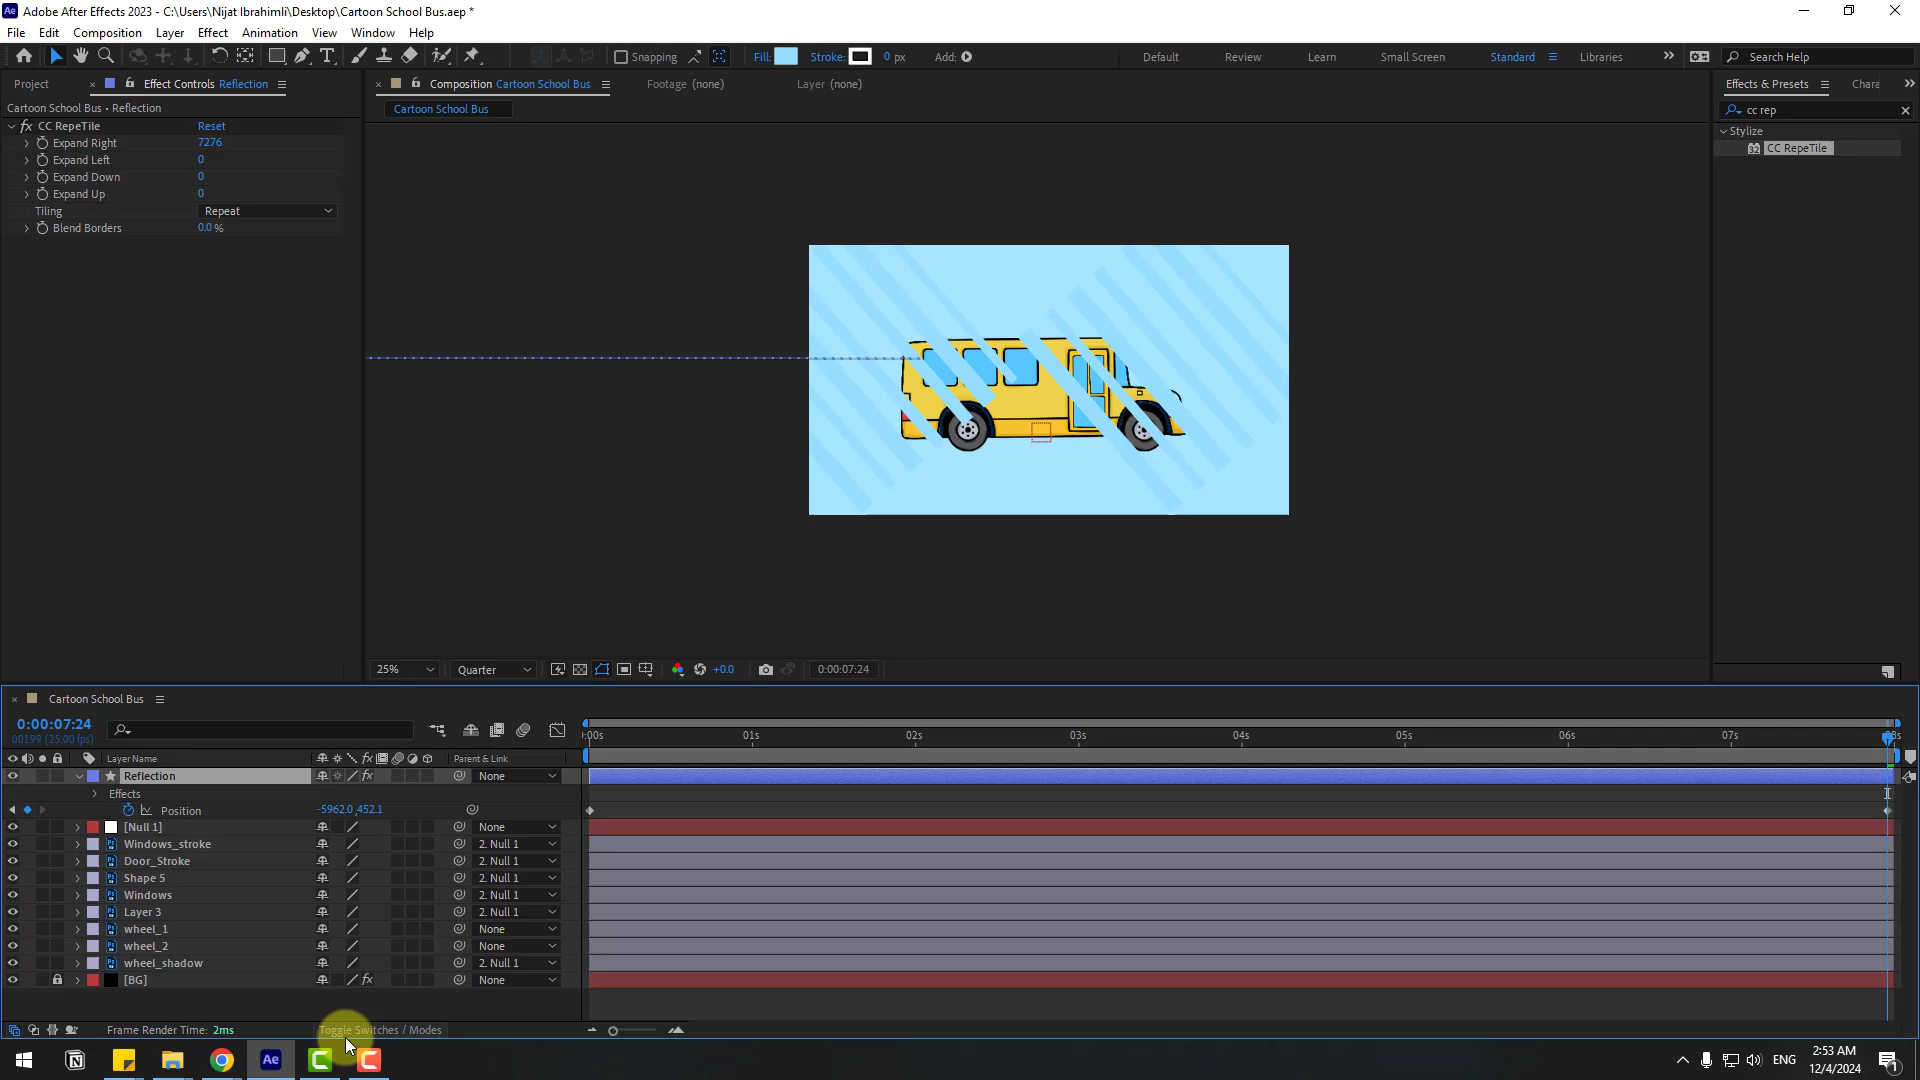 Adobe After Effects 2023 - C:\Users\Nijat Ibrahimli\Desktop\Cartoon School Bus.aep *
File Edit Composition Layer Effect Animation View Window Help
Snapping Fill: Stroke: 0 px Add: Default Review Learn Small Screen Standard Libraries Search Help
Project Effect Controls Reflection Composition Cartoon School Bus Footage (none) Layer (none) Effects & Presets Chara
Cartoon School Bus • Reflection Cartoon School Bus cc rep
fx CC RepeTile Reset Stylize
Expand Right 7276 CC RepeTile
Expand Left 0
Expand Down 0
Expand Up 0
Tiling Repeat
Blend Borders 0.0 %
25% Quarter +0.0 0:00:07:24
Cartoon School Bus
0:00:07:24
00199 (25.00 fps) :00s 01s 02s 03s 04s 05s 06s 07s
Layer Name fx Parent & Link
Reflection fx None
Effects
Position -5962.0,452.1
[Null 1] None
Windows_stroke 2. Null 1
Door_Stroke 2. Null 1
Shape 5 2. Null 1
Windows 2. Null 1
Layer 3 2. Null 1
wheel_1 None
wheel_2 None
wheel_shadow 2. Null 1
[BG] fx None
Frame Render Time: 2ms Toggle Switches / Modes
Ae ENG 2:53 AM
12/4/2024 1